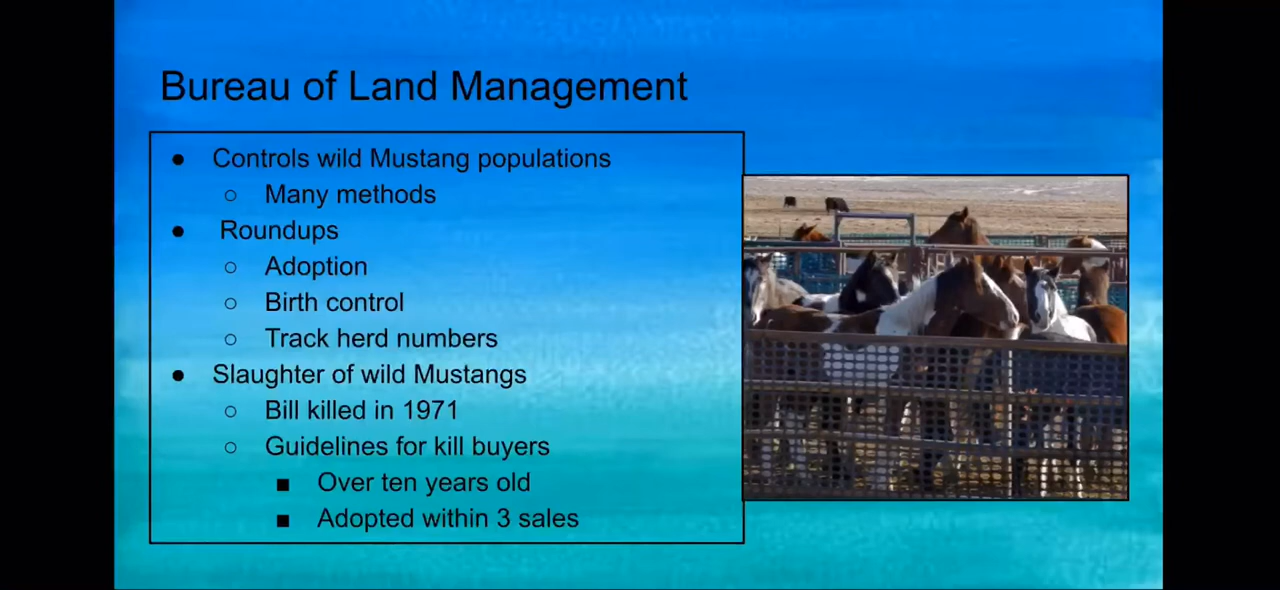 Bureau of Land Management
● Controls wild Mustang populations
○ Many methods
● Roundups
○ Adoption
○ Birth control
○ Track herd numbers
● Slaughter of wild Mustangs
○ Bill killed in 1971
○ Guidelines for kill buyers
■ Over ten years old
■ Adopted within 3 sales